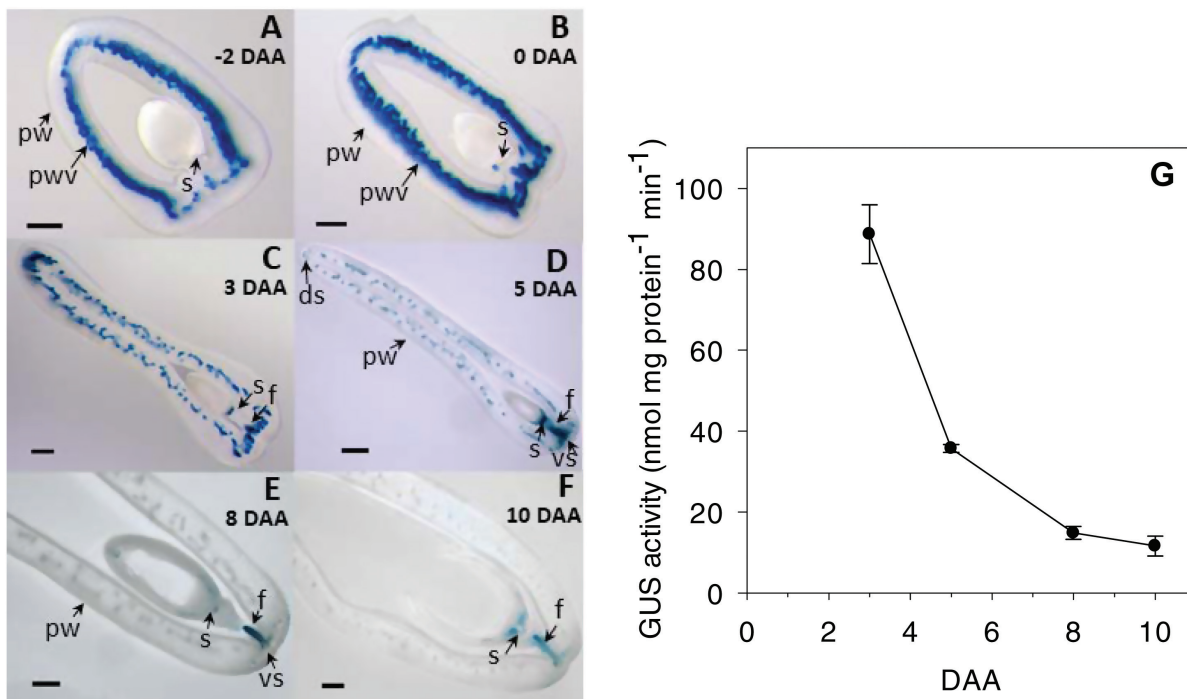 A
-2 DAA
pw
pwv
s
B
0 DAA
s
pw
pwv
C
3 DAA
s
f
D
5 DAA
ds
pw
f
s
vs
E
8 DAA
f
pw
s
vs
F
10 DAA
f
s
G
GUS activity (nmol mg protein⁻¹ min⁻¹)
100
80
60
40
20
0
0 2 4 6 8 10
DAA